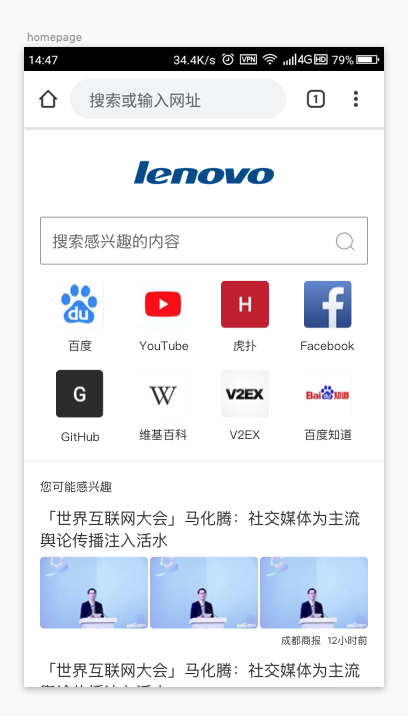 homepage
14:47 34.4K/s VPN 4G HD 79%
搜索或输入网址 1
lenovo
搜索感兴趣的内容
du H f
百度 YouTube 虎扑 Facebook
G W V2EX Bai du 知道
GitHub 维基百科 V2EX 百度知道
您可能感兴趣
「世界互联网大会」马化腾：社交媒体为主流
舆论传播注入活水
成都商报 12小时前
「世界互联网大会」马化腾：社交媒体为主流